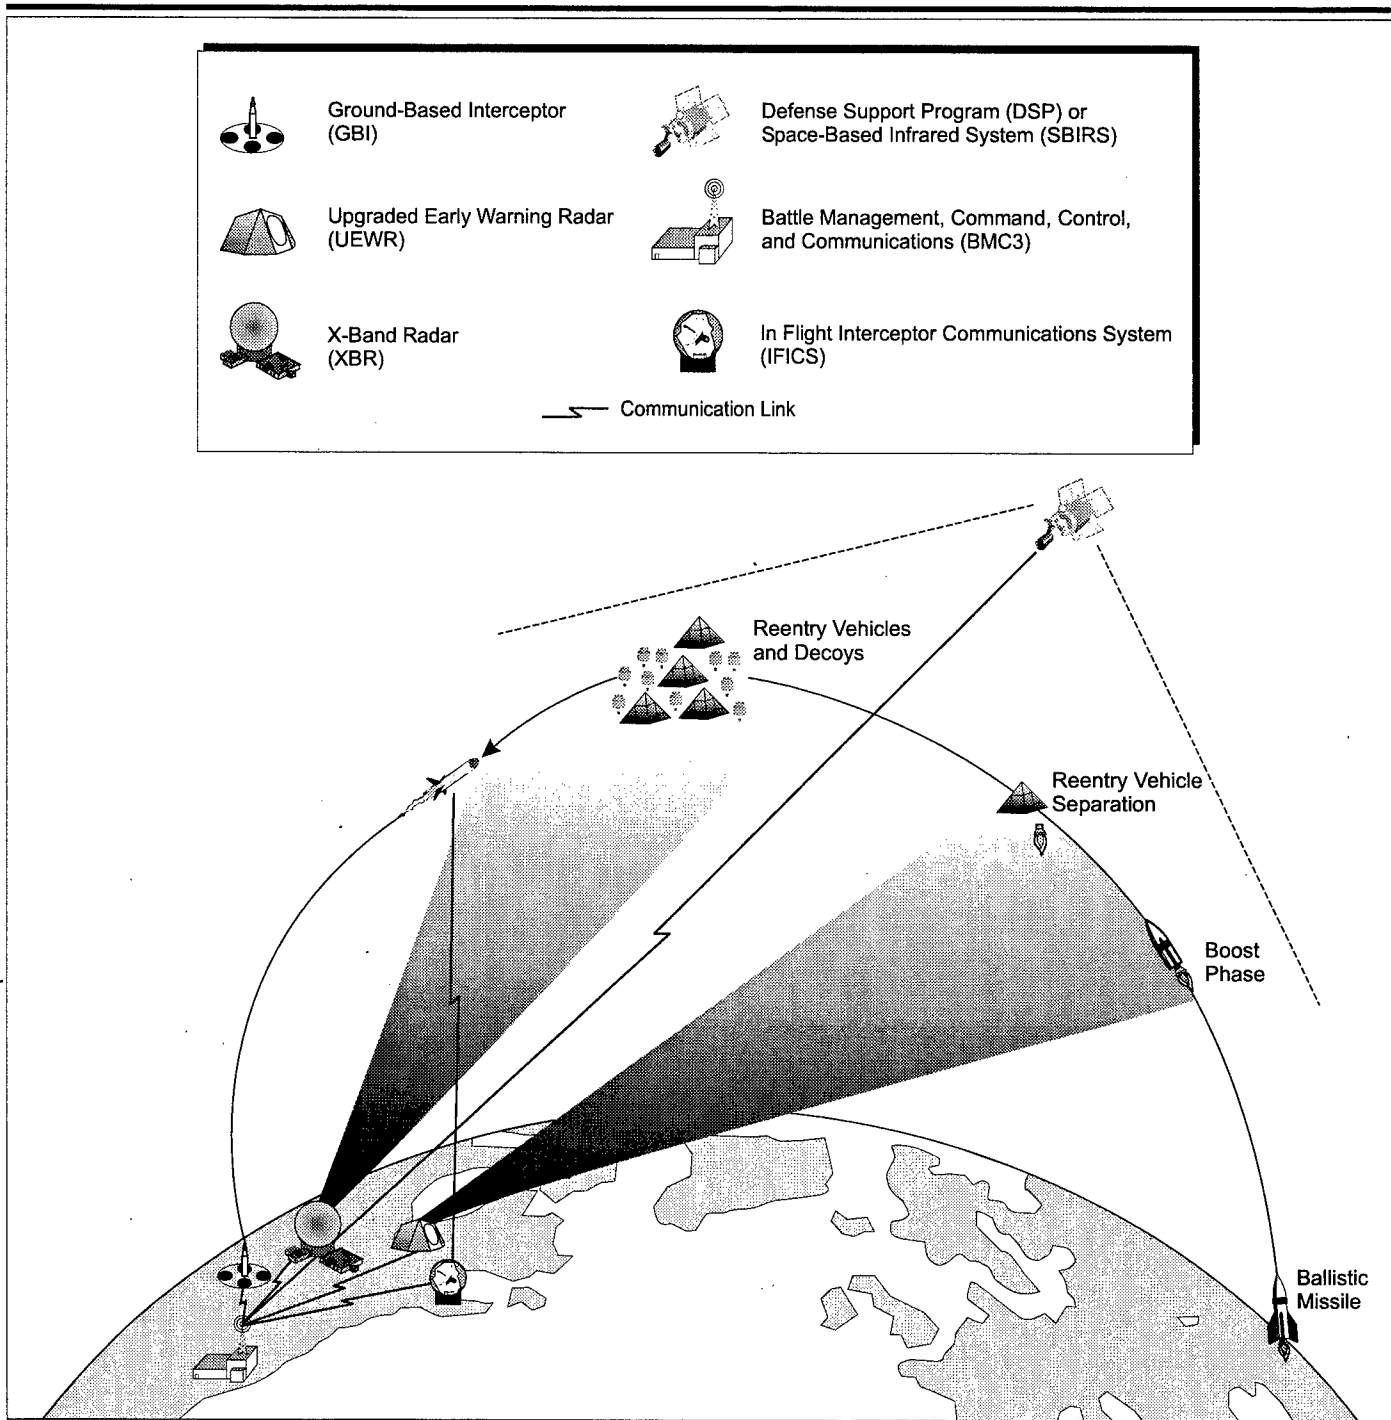 Ground-Based Interceptor
(GBI)
Defense Support Program (DSP) or
Space-Based Infrared System (SBIRS)
Upgraded Early Warning Radar
(UEWR)
Battle Management, Command, Control,
and Communications (BMC3)
X-Band Radar
(XBR)
In Flight Interceptor Communications System
(IFICS)
Communication Link
Reentry Vehicles
and Decoys
Reentry Vehicle
Separation
Boost
Phase
Ballistic
Missile